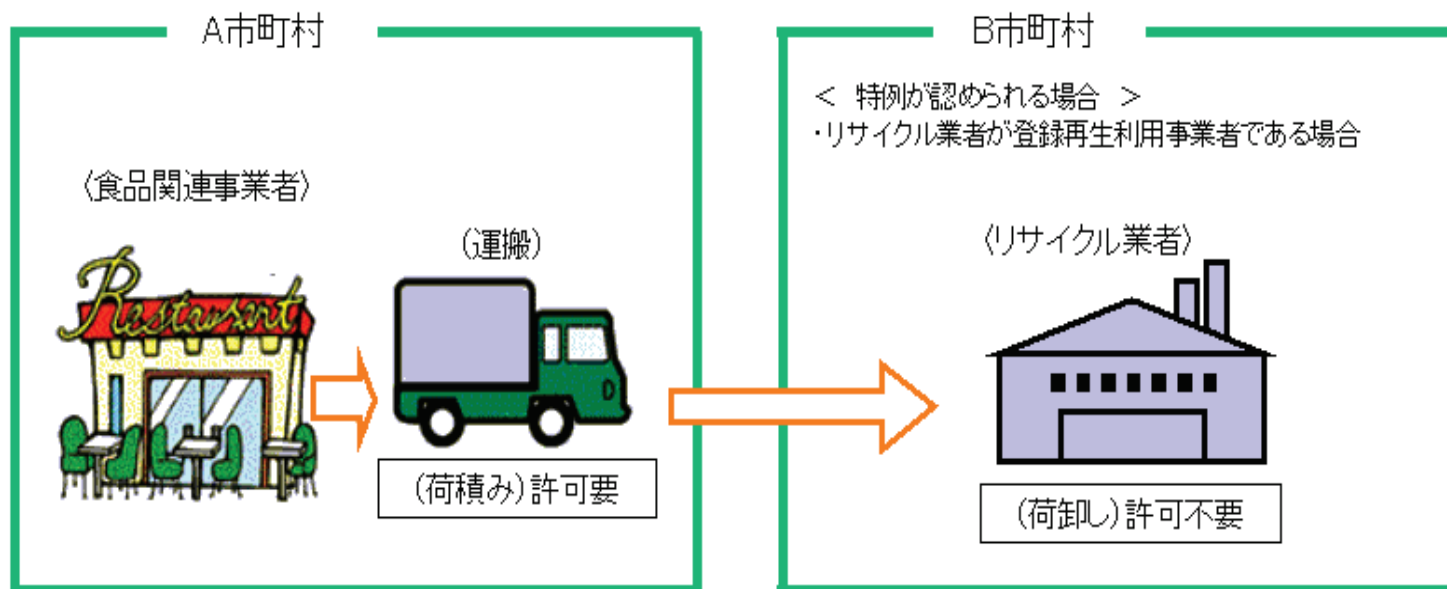 A市町村
〈食品関連事業者〉
Restaurant
(運搬)
(荷積み)許可要
B市町村
＜ 特例が認められる場合 ＞
・リサイクル業者が登録再生利用事業者である場合
〈リサイクル業者〉
(荷卸し)許可不要